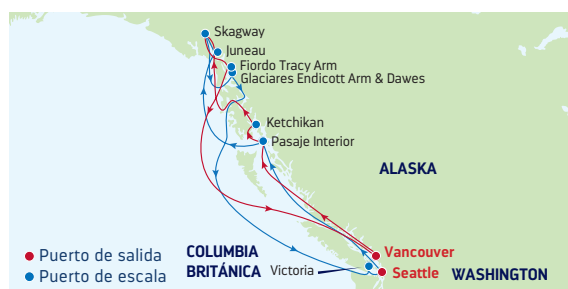 Skagway
Juneau
Fiordo Tracy Arm
Glaciares Endicott Arm & Dawes
Ketchikan
Pasaje Interior
ALASKA
Puerto de salida
Puerto de escala
COLUMBIA
BRITÁNICA
Victoria
Vancouver
Seattle
WASHINGTON